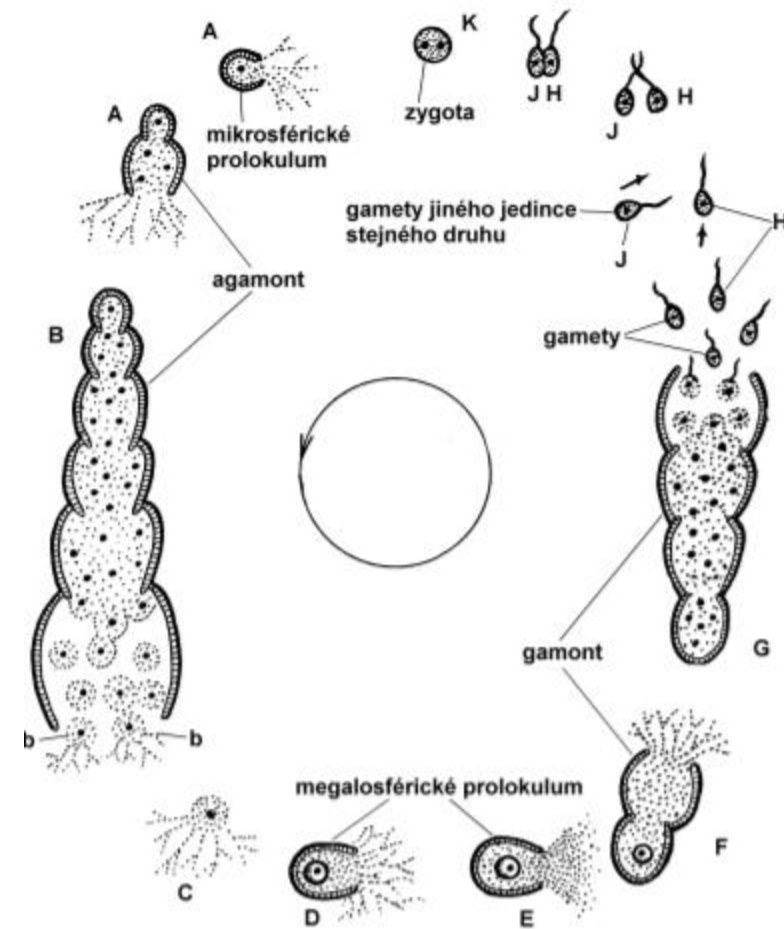 A
K
zygota
J H
J
H
A
mikrosférické
prolokulum
gamety jiného jedince
stejného druhu
J
H
agamont
B
gamety
gamont
G
b
b
megalosférické prolokulum
C
D
E
F